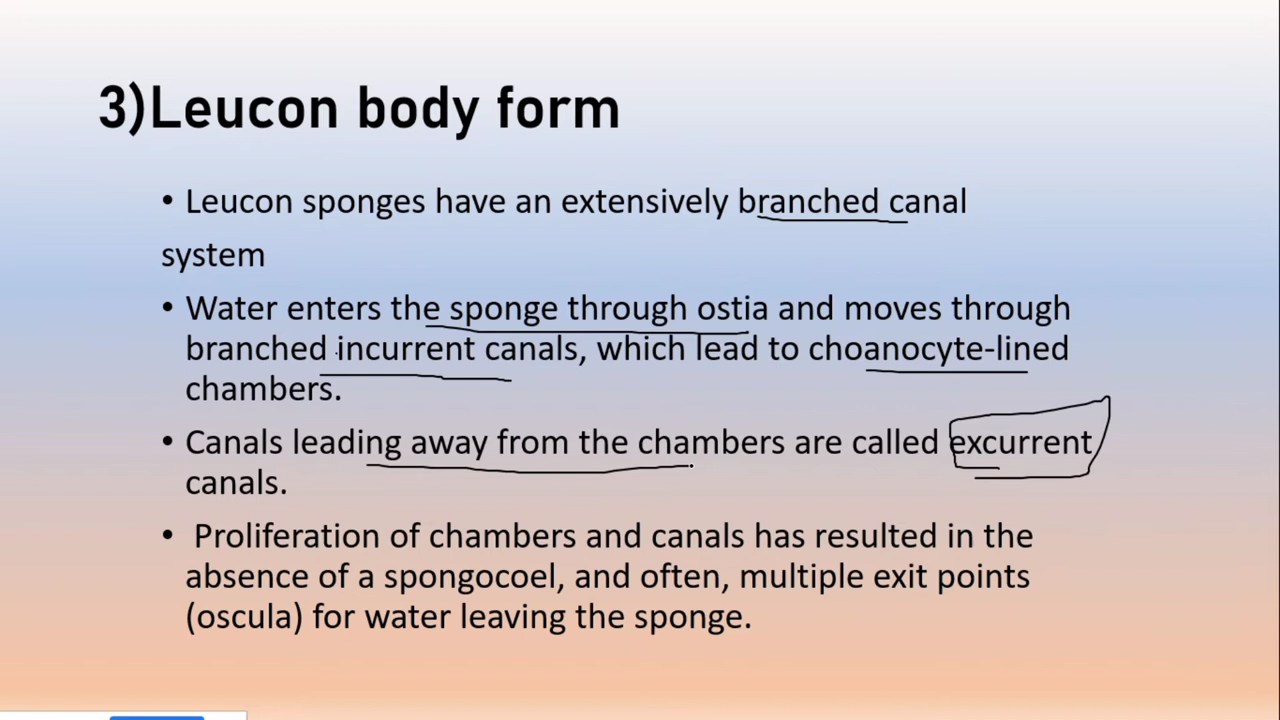 3)Leucon body form
• Leucon sponges have an extensively branched canal
system
• Water enters the sponge through ostia and moves through
branched incurrent canals, which lead to choanocyte-lined
chambers.
• Canals leading away from the chambers are called excurrent
canals.
• Proliferation of chambers and canals has resulted in the
absence of a spongocoel, and often, multiple exit points
(oscula) for water leaving the sponge.